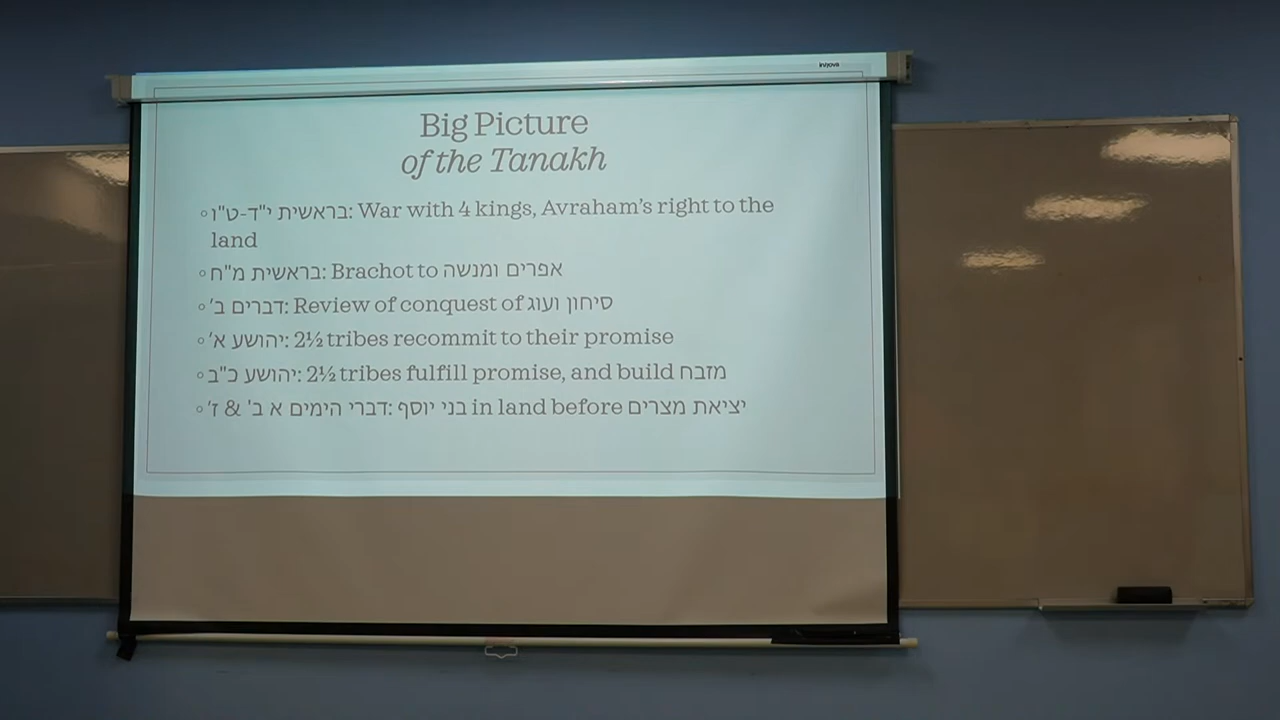 innova
Big Picture
of the Tanakh
בראשית י"ד-ט"ו: War with 4 kings, Avraham's right to the
land
בראשית מ"ח: Brachot to אפרים ומנשה
דברים ב': Review of conquest of סיחון ועוג
יהושע א': 2½ tribes recommit to their promise
יהושע כ"ב: 2½ tribes fulfill promise, and build מזבח
דברי הימים א ב' & ז': בני יוסף in land before יציאת מצרים